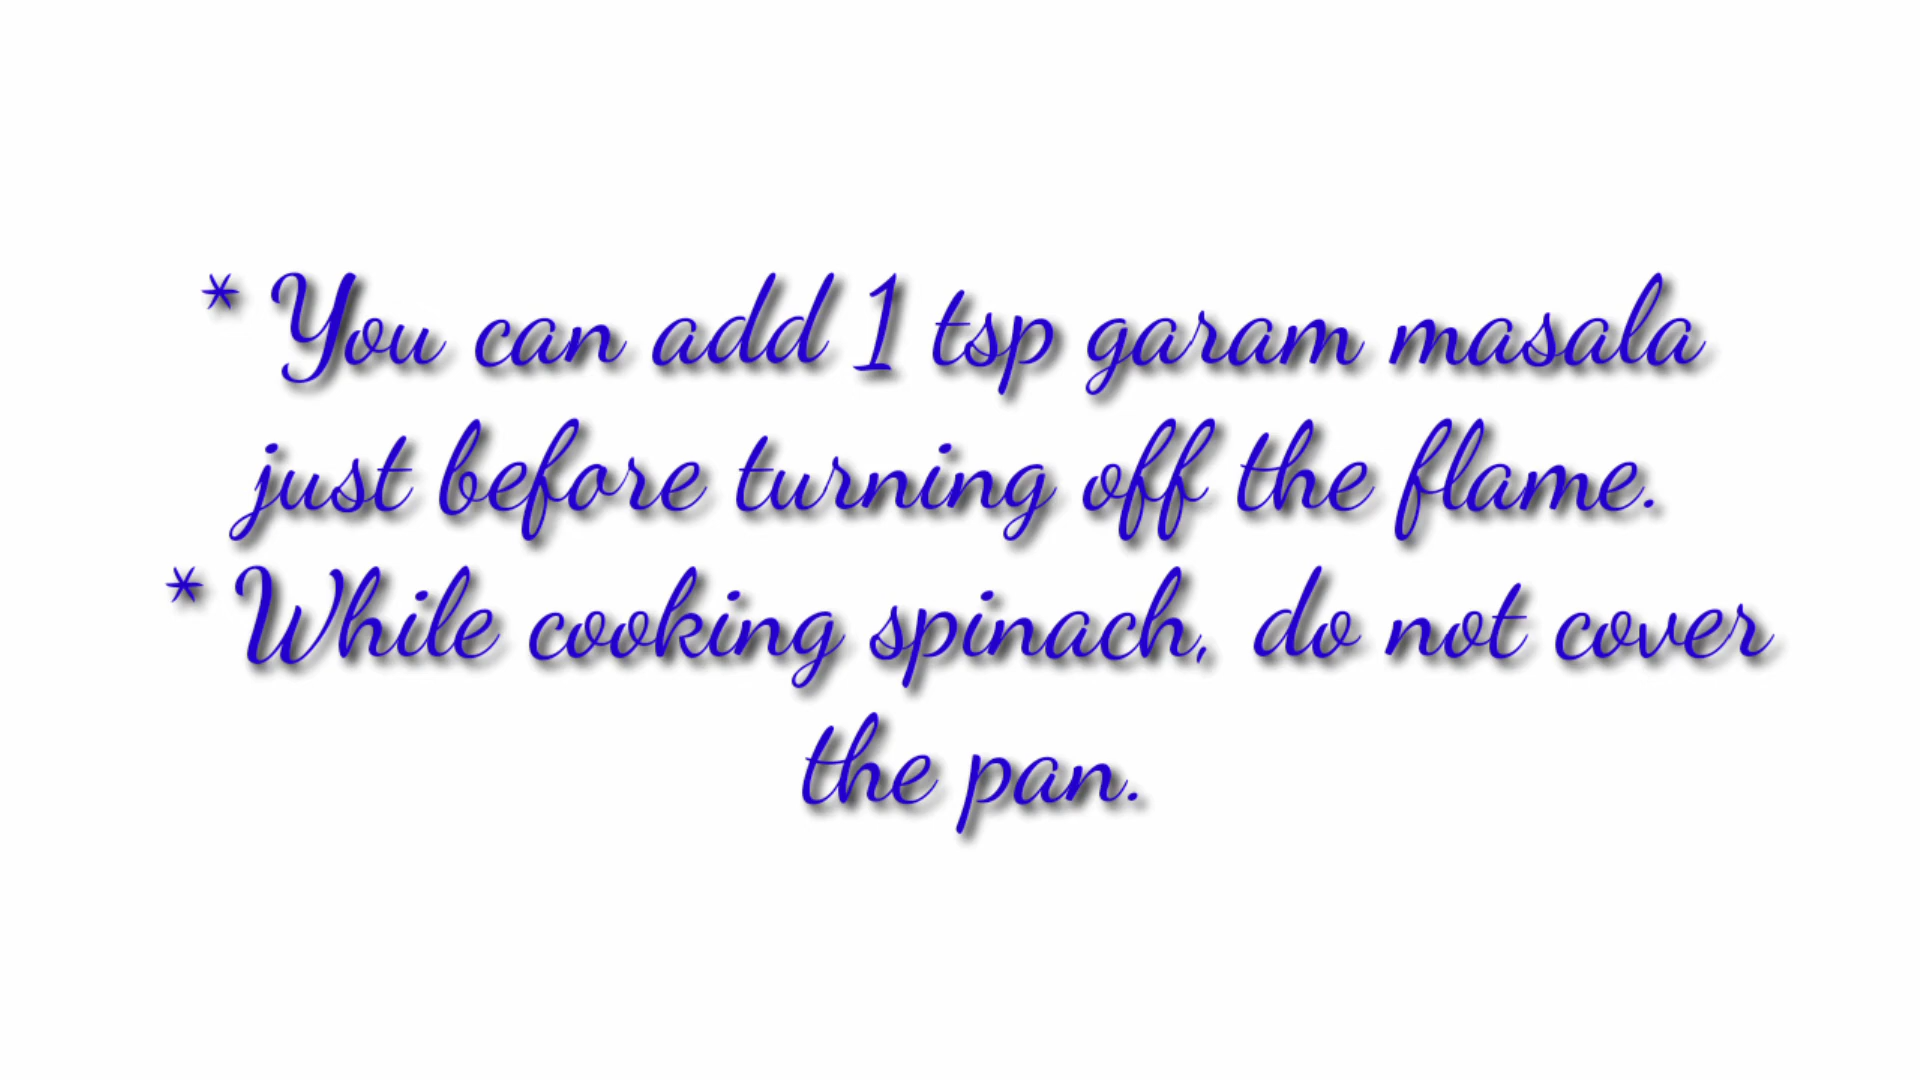 * You can add 1 tsp garam masala
just before turning off the flame.
* While cooking spinach, do not cover
the pan.